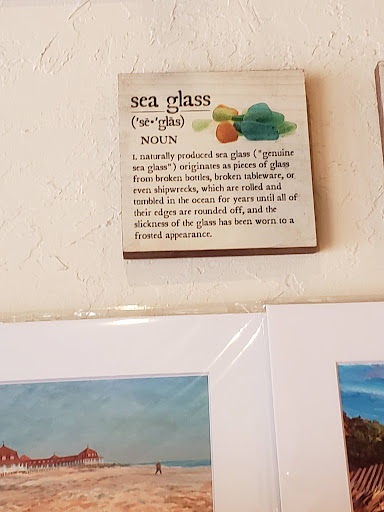 sea glass
('sē•'glâs)
NOUN
1. naturally produced sea glass ("genuine
sea glass") originates as pieces of glass
from broken bottles, broken tableware, or
even shipwrecks, which are rolled and
tumbled in the ocean for years until all of
their edges are rounded off, and the
slickness of the glass has been worn to a
frosted appearance.